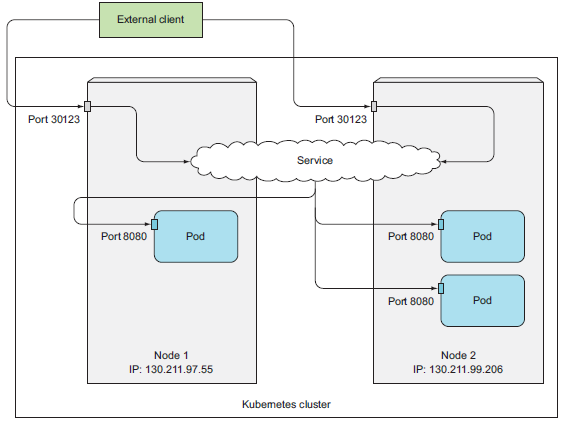 External client
Port 30123
Port 30123
Service
Port 8080
Pod
Port 8080
Pod
Port 8080
Pod
Node 1
IP: 130.211.97.55
Node 2
IP: 130.211.99.206
Kubernetes cluster